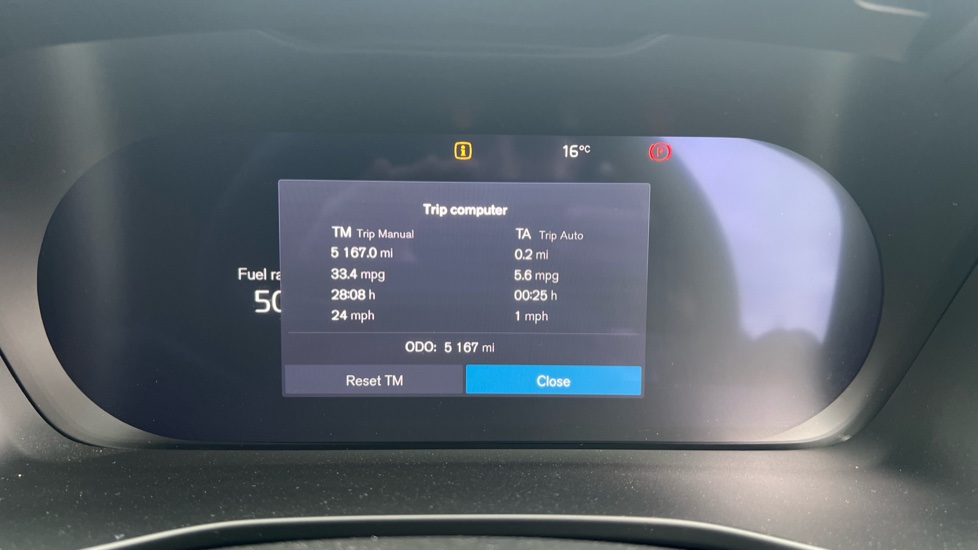 16°C
Trip computer
TM Trip Manual TA Trip Auto
5 167.0 mi 0.2 mi
33.4 mpg 5.6 mpg
28:08 h 00:25 h
24 mph 1 mph
Fuel
ODO: 5 167 mi
Reset TM Close